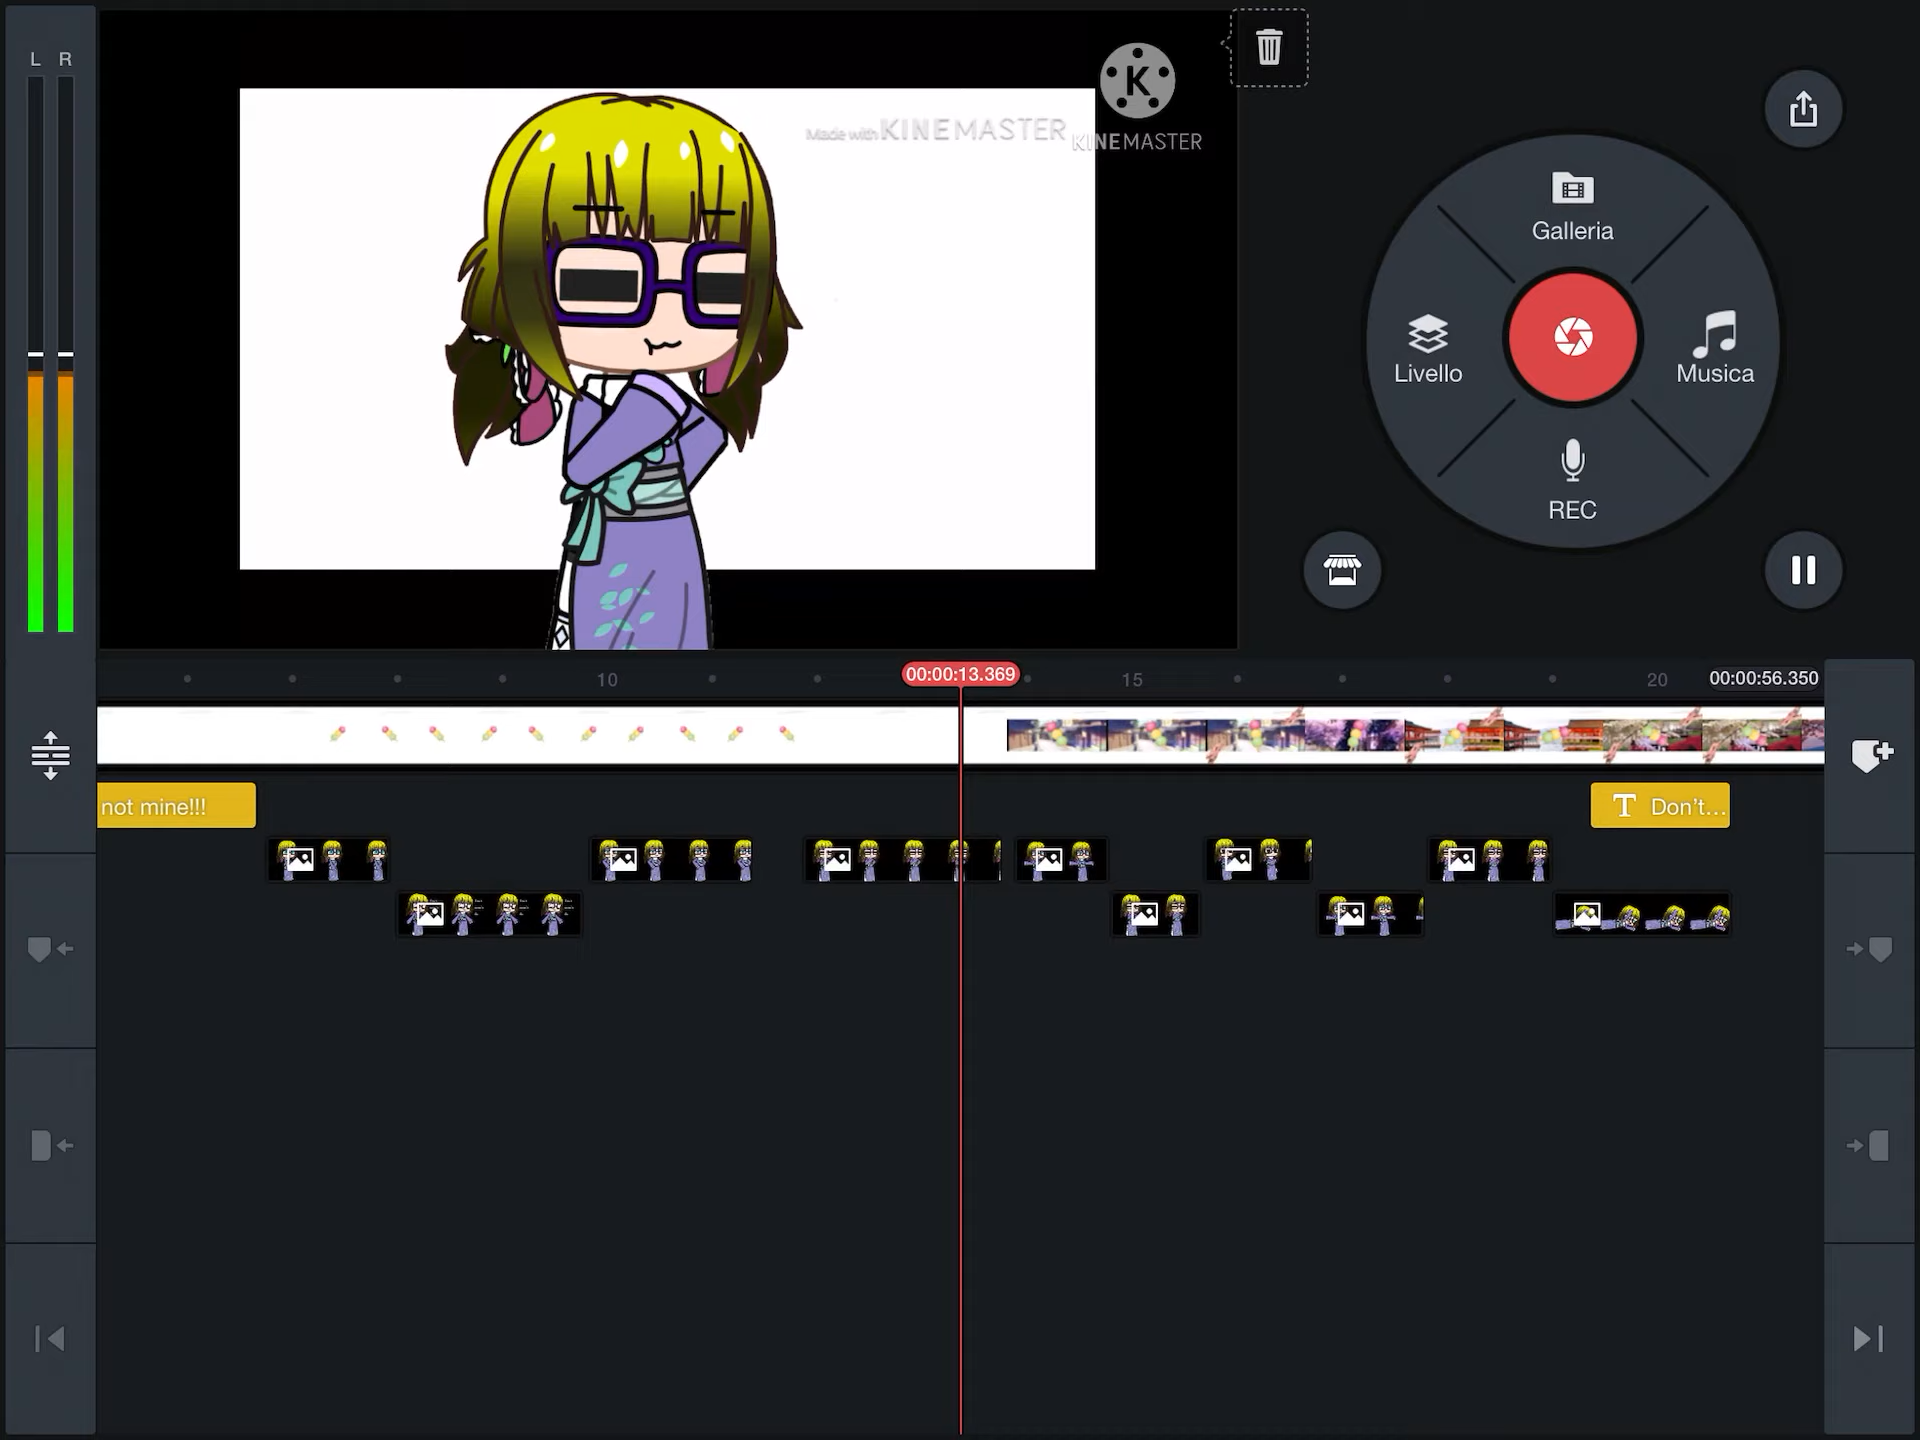 L R
Made with KINEMASTER
K
KINEMASTER
Galleria
Livello
Musica
REC
10
00:00:13.369
15
20
00:00:56.350
not mine!!!
T Don't...